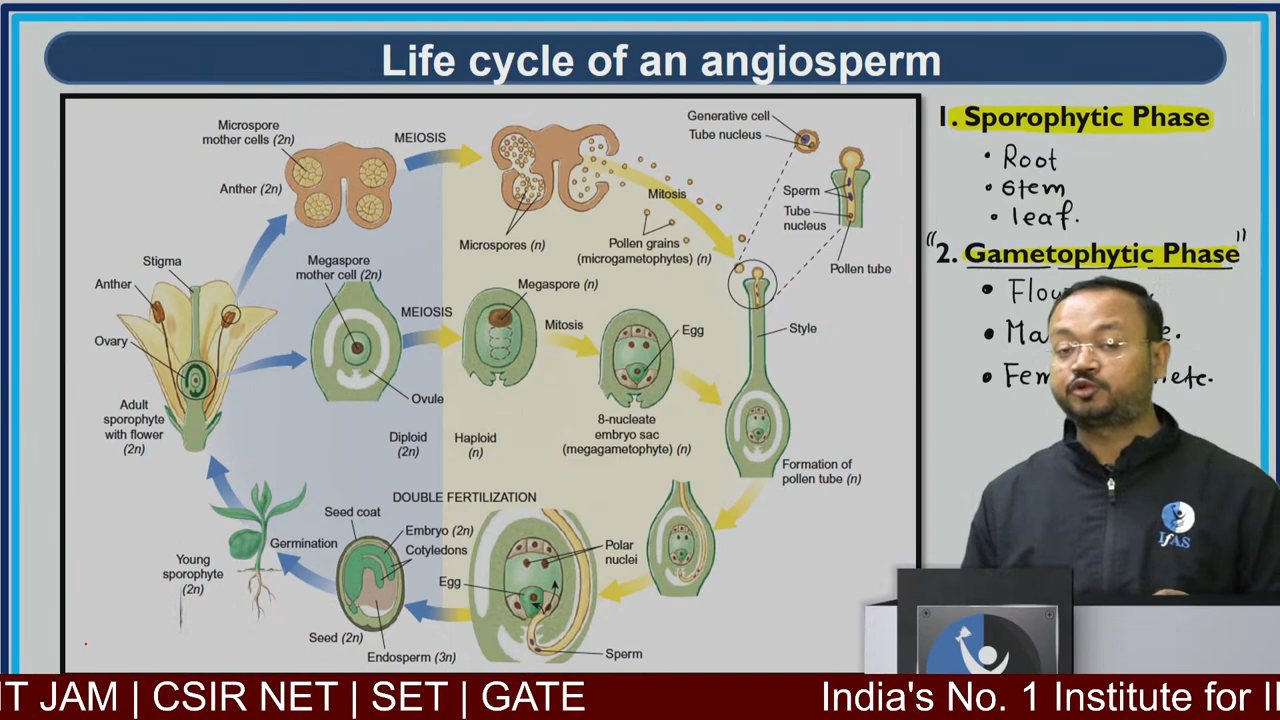 Life cycle of an angiosperm
Microspore
mother cells (2n)
MEIOSIS
Anther (2n)
Microspores (n)
Mitosis
Pollen grains
(microgametophytes) (n)
Generative cell
Tube nucleus
Sperm
Tube
nucleus
Pollen tube
Stigma
Anther
Ovary
Adult
sporophyte
with flower
(2n)
Megaspore
mother cell (2n)
Ovule
MEIOSIS
Megaspore (n)
Mitosis
Egg
8-nucleate
embryo sac
(megagametophyte) (n)
Style
Diploid
(2n)
Haploid
(n)
Formation of
pollen tube (n)
DOUBLE FERTILIZATION
Seed coat
Embryo (2n)
Cotyledons
Germination
Young
sporophyte
(2n)
Egg
Polar
nuclei
Seed (2n)
Endosperm (3n)
Sperm
1. Sporophytic Phase
• Root
• Stem
• leaf.
"2. Gametophytic Phase"
IFAS
IT JAM | CSIR NET | SET | GATE
India's No. 1 Institute for